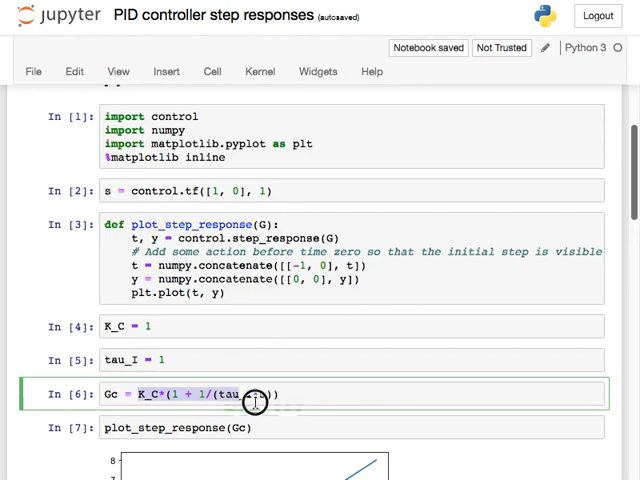 jupyter PID controller step responses (autosaved) Logout
Notebook saved Not Trusted Python 3
File Edit View Insert Cell Kernel Widgets Help
In [1]: import control
import numpy
import matplotlib.pyplot as plt
%matplotlib inline
In [2]: s = control.tf([1, 0], 1)
In [3]: def plot_step_response(G):
t, y = control.step_response(G)
# Add some action before time zero so that the initial step is visible
t = numpy.concatenate([[-1, 0], t])
y = numpy.concatenate([[0, 0], y])
plt.plot(t, y)
In [4]: K_C = 1
In [5]: tau_I = 1
In [6]: Gc = K_C*(1 + 1/(tau_
In [7]: plot_step_response(Gc)
8